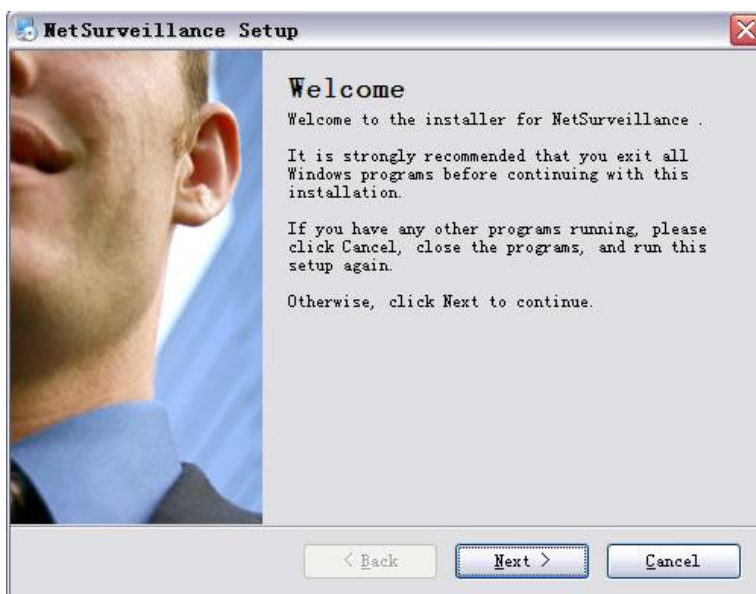 NetSurveillance Setup
Welcome
Welcome to the installer for NetSurveillance .
It is strongly recommended that you exit all
Windows programs before continuing with this
installation.
If you have any other programs running, please
click Cancel, close the programs, and run this
setup again.
Otherwise, click Next to continue.
< Back
Next >
Cancel